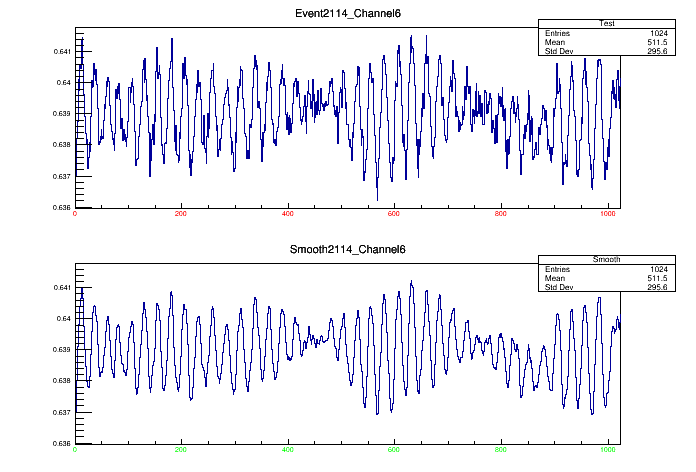 Event2114_Channel6
Test
Entries 1024
Mean 511.5
Std Dev 295.6
0.641
0.64
0.639
0.638
0.637
0.636
0 200 400 600 800 1000
Smooth2114_Channel6
Smooth
Entries 1024
Mean 511.5
Std Dev 295.6
0.641
0.64
0.639
0.638
0.637
0.636
0 200 400 600 800 1000